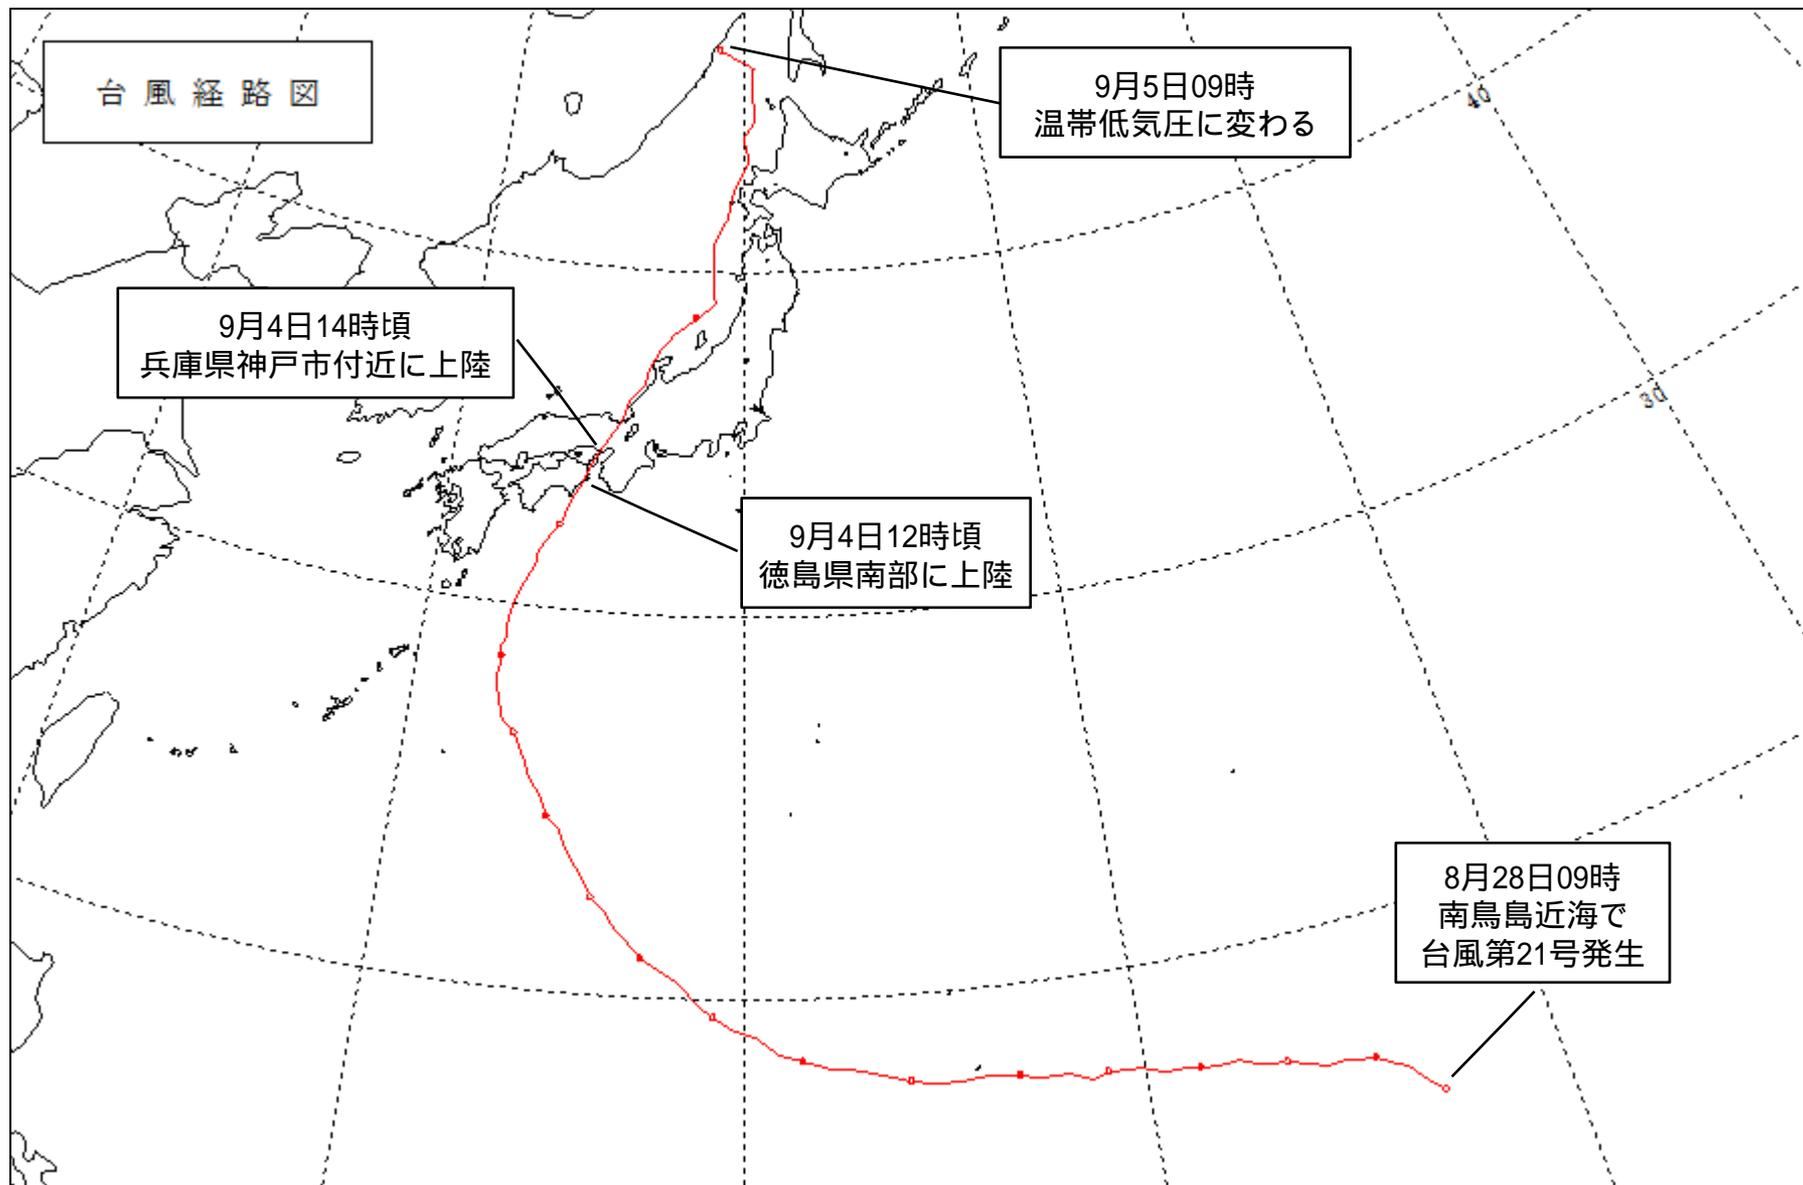 台風経路図
9月5日09時
温帯低気圧に変わる
40
9月4日14時頃
兵庫県神戸市付近に上陸
30
9月4日12時頃
徳島県南部に上陸
8月28日09時
南鳥島近海で
台風第21号発生